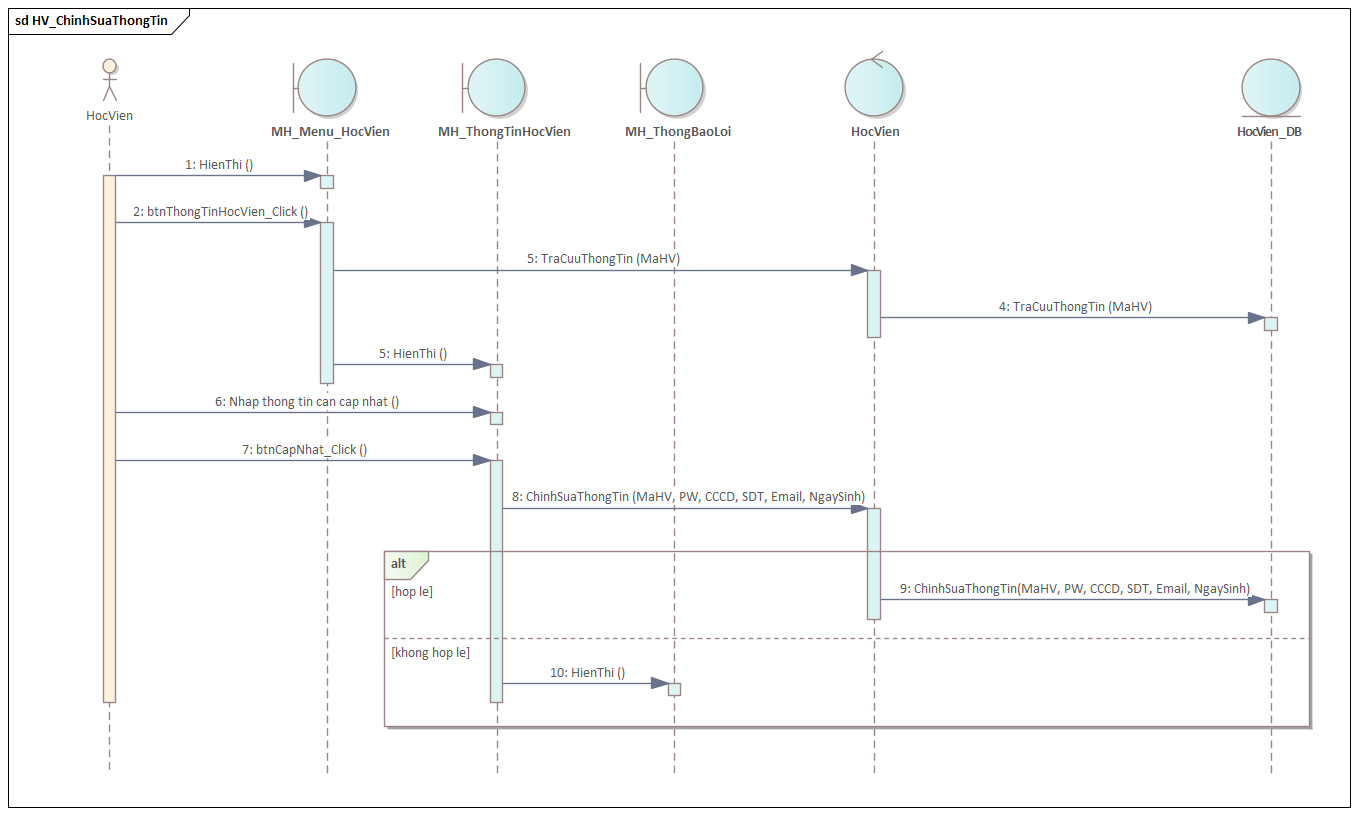 sd HV_ChinhSuaThongTin
HocVien
MH_Menu_HocVien
MH_ThongTinHocVien
MH_ThongBaoLoi
HocVien
HocVien_DB
1: HienThi ()
2: btnThongTinHocVien_Click ()
5: TraCuuThongTin (MaHV)
4: TraCuuThongTin (MaHV)
5: HienThi ()
6: Nhap thong tin can cap nhat ()
7: btnCapNhat_Click ()
8: ChinhSuaThongTin (MaHV, PW, CCCD, SDT, Email, NgaySinh)
alt
[hop le]
9: ChinhSuaThongTin(MaHV, PW, CCCD, SDT, Email, NgaySinh)
[khong hop le]
10: HienThi ()